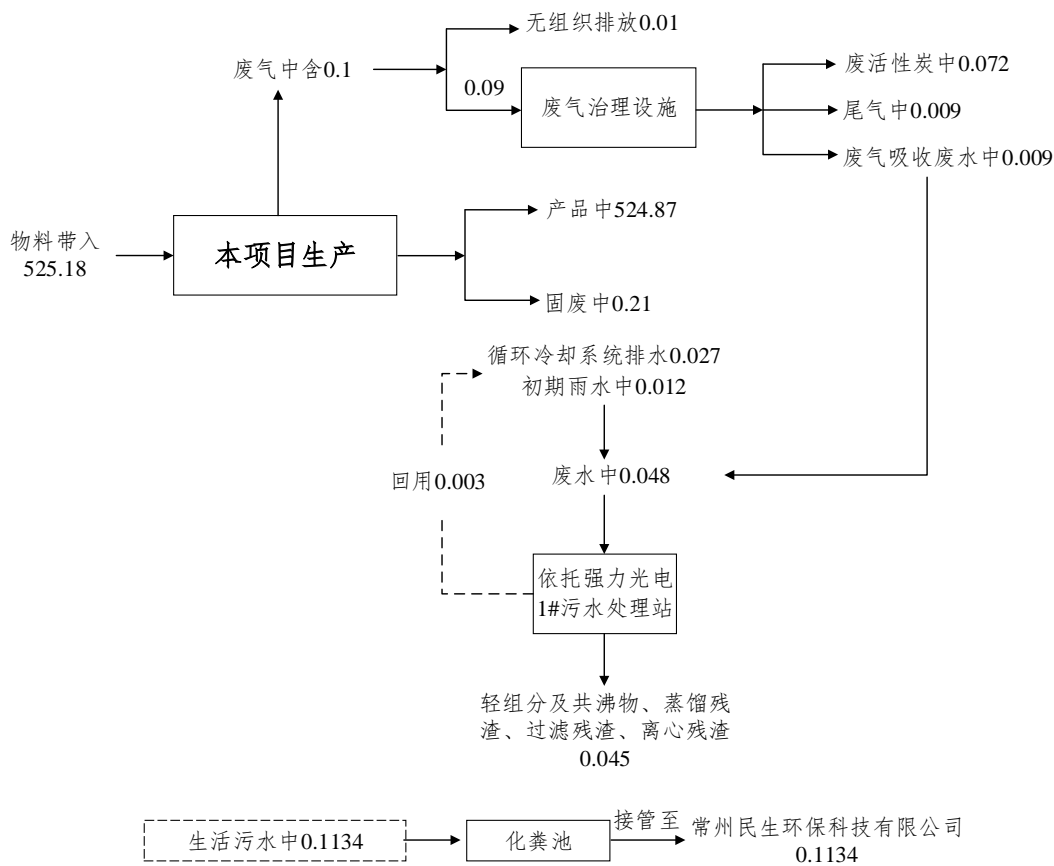 无组织排放0.01
废气中含0.1
0.09
废气治理设施
废活性炭中0.072
尾气中0.009
废气吸收废水中0.009
物料带入
525.18
本项目生产
产品中524.87
固废中0.21
循环冷却系统排水0.027
初期雨水中0.012
回用0.003
废水中0.048
依托强力光电
1#污水处理站
轻组分及共沸物、蒸馏残
渣、过滤残渣、离心残渣
0.045
生活污水中0.1134
化粪池
接管至
常州民生环保科技有限公司
0.1134